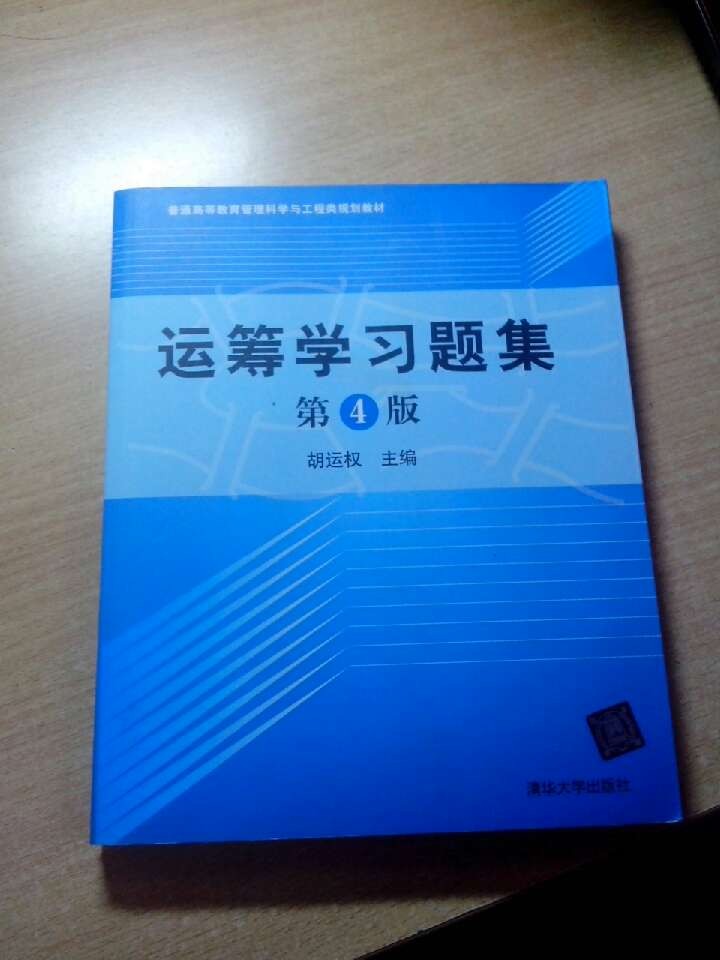 普通高等教育管理科学与工程类规划教材
运筹学习题集
第4版
胡运权 主编
清华大学出版社